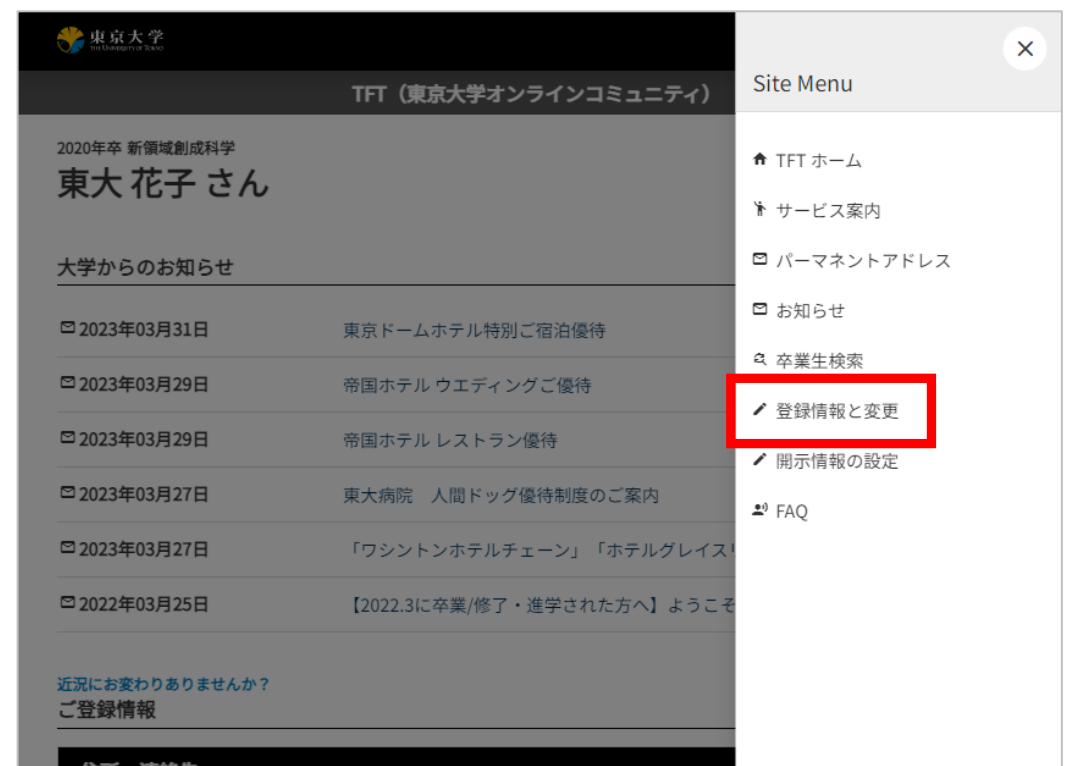 東京大学
THE UNIVERSITY OF TOKYO
TFT（東京大学オンラインコミュニティ）
2020年卒 新領域創成科学
東大 花子 さん
大学からのお知らせ
2023年03月31日 東京ドームホテル特別ご宿泊優待
2023年03月29日 帝国ホテル ウエディングご優待
2023年03月29日 帝国ホテル レストラン優待
2023年03月27日 東大病院　人間ドッグ優待制度のご案内
2023年03月27日 「ワシントンホテルチェーン」「ホテルグレイス
2022年03月25日 【2022.3に卒業/修了・進学された方へ】ようこそ
近況にお変わりありませんか？
ご登録情報
Site Menu
TFT ホーム
サービス案内
パーマネントアドレス
お知らせ
卒業生検索
登録情報と変更
開示情報の設定
FAQ